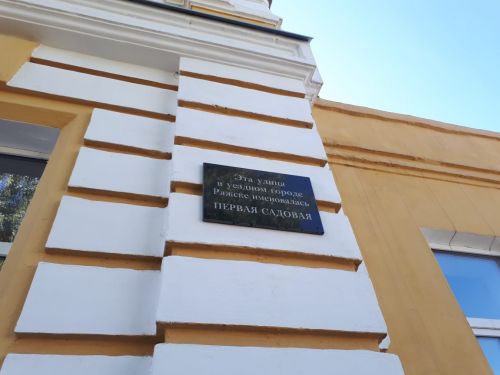 Эта улица
в уездном городе
Ряжске именовалась
ПЕРВАЯ САДОВАЯ